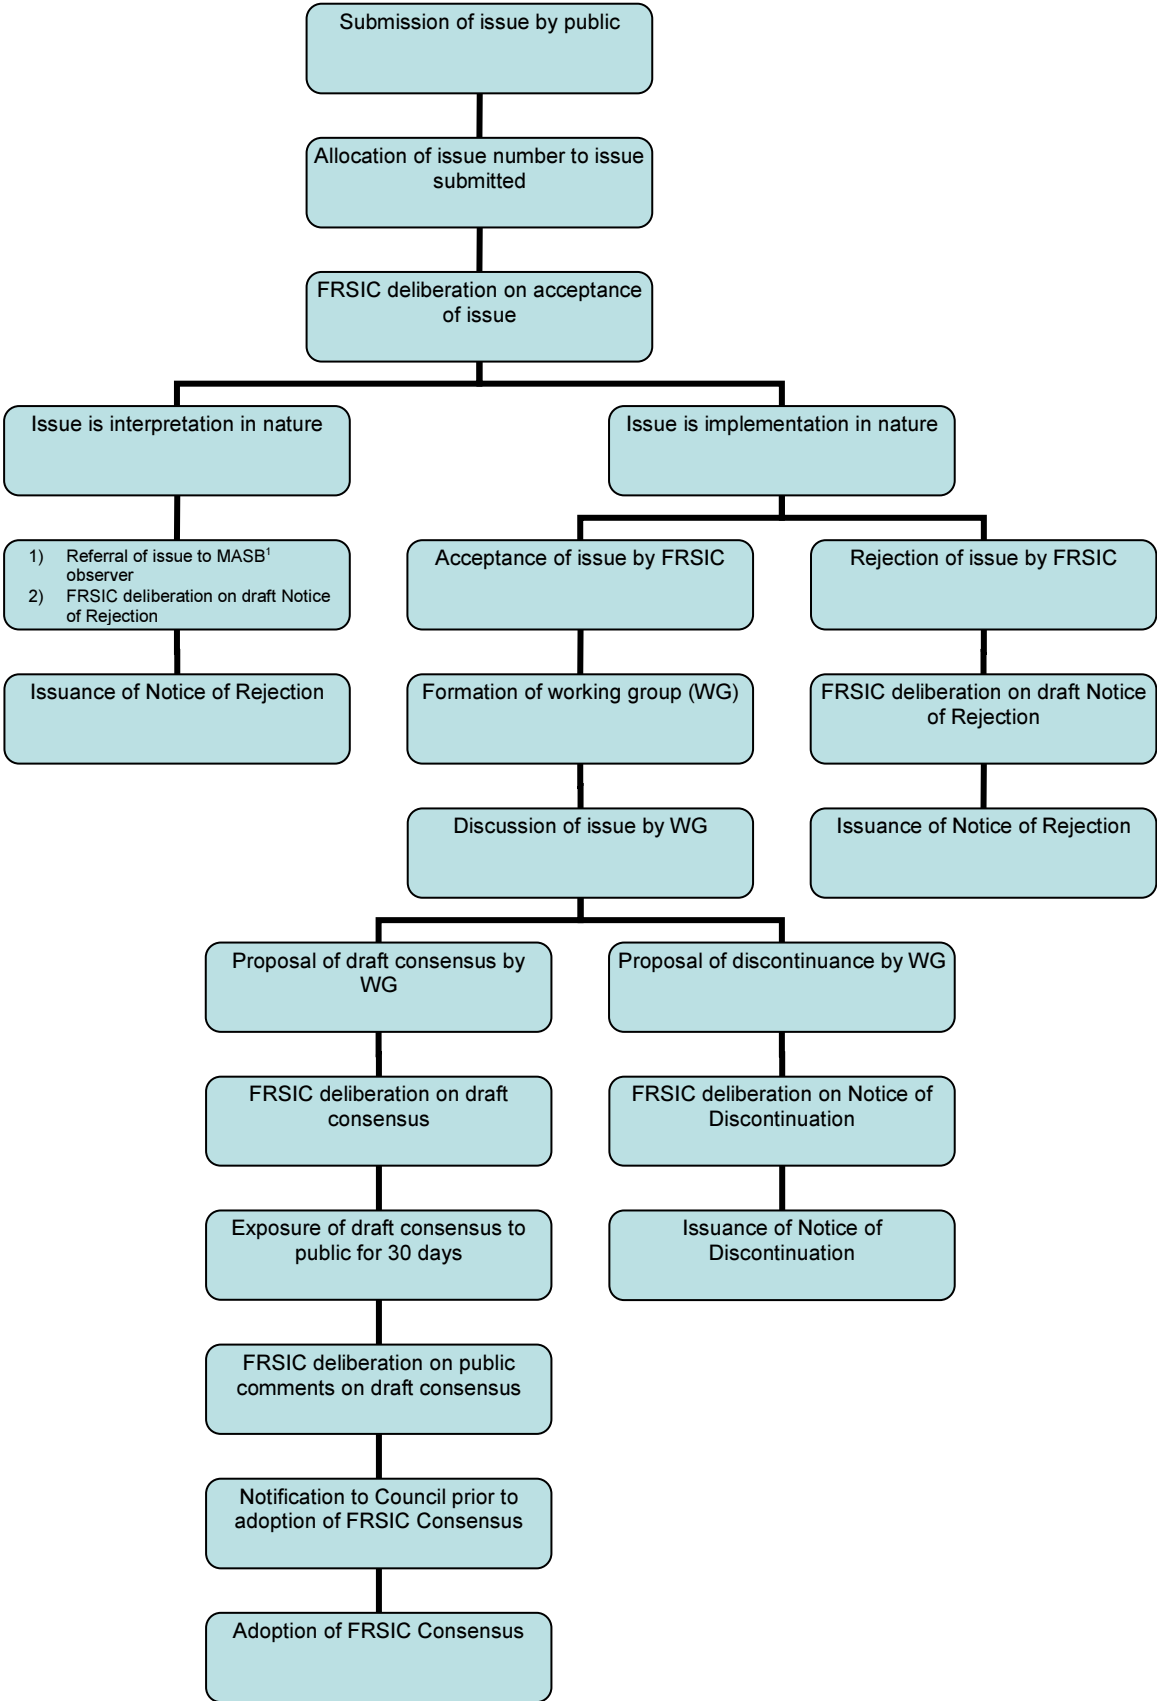 Submission of issue by public
Allocation of issue number to issue
submitted
FRSIC deliberation on acceptance
of issue
Issue is interpretation in nature
Issue is implementation in nature
1) Referral of issue to MASB¹
observer
2) FRSIC deliberation on draft Notice
of Rejection
Acceptance of issue by FRSIC
Rejection of issue by FRSIC
Issuance of Notice of Rejection
Formation of working group (WG)
FRSIC deliberation on draft Notice
of Rejection
Discussion of issue by WG
Issuance of Notice of Rejection
Proposal of draft consensus by
WG
Proposal of discontinuance by WG
FRSIC deliberation on draft
consensus
FRSIC deliberation on Notice of
Discontinuation
Exposure of draft consensus to
public for 30 days
Issuance of Notice of
Discontinuation
FRSIC deliberation on public
comments on draft consensus
Notification to Council prior to
adoption of FRSIC Consensus
Adoption of FRSIC Consensus